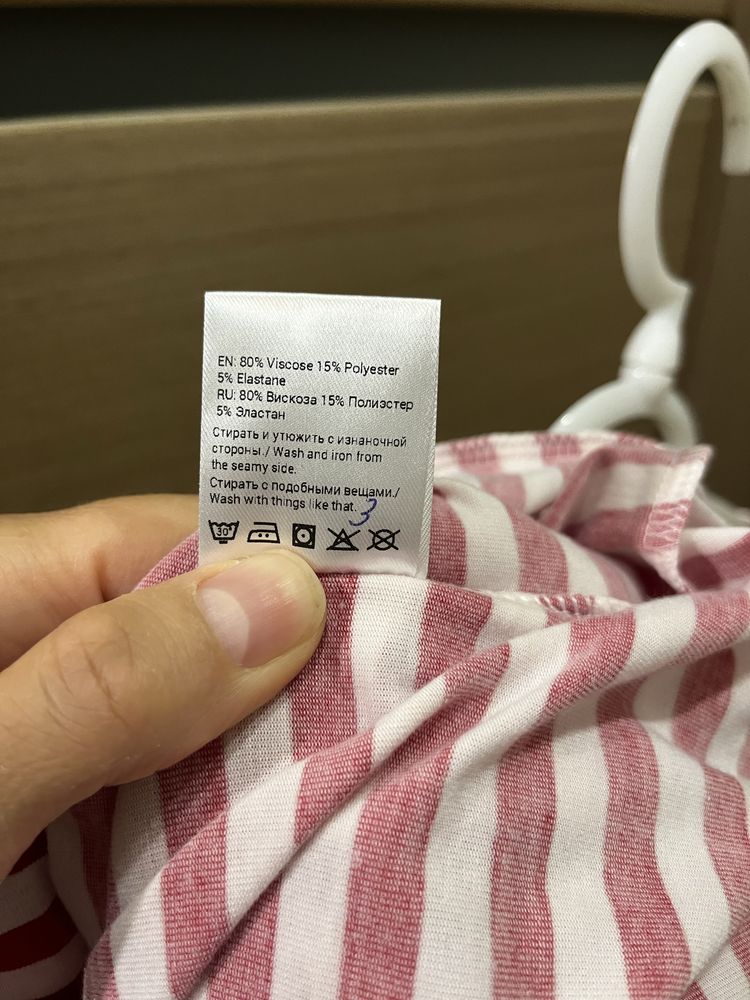 EN: 80% Viscose 15% Polyester
5% Elastane
RU: 80% Вискоза 15% Полиэстер
5% Эластан
Стирать и утюжить с изнаночной
стороны./ Wash and iron from
the seamy side.
Стирать с подобными вещами./
Wash with things like that.
3
30°